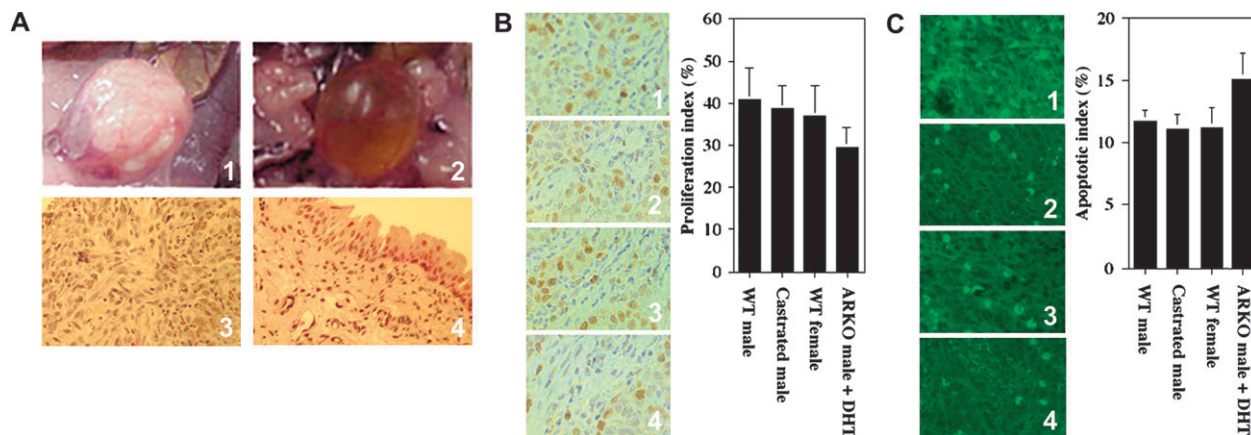 A
1
2
3
4
B
1
2
3
4
Proliferation index (%)
60
50
40
30
20
10
0
WT male
Castrated male
WT female
ARKO male + DHT
C
1
2
3
4
Apoptotic index (%)
20
15
10
5
0
WT male
Castrated male
WT female
ARKO male + DHT